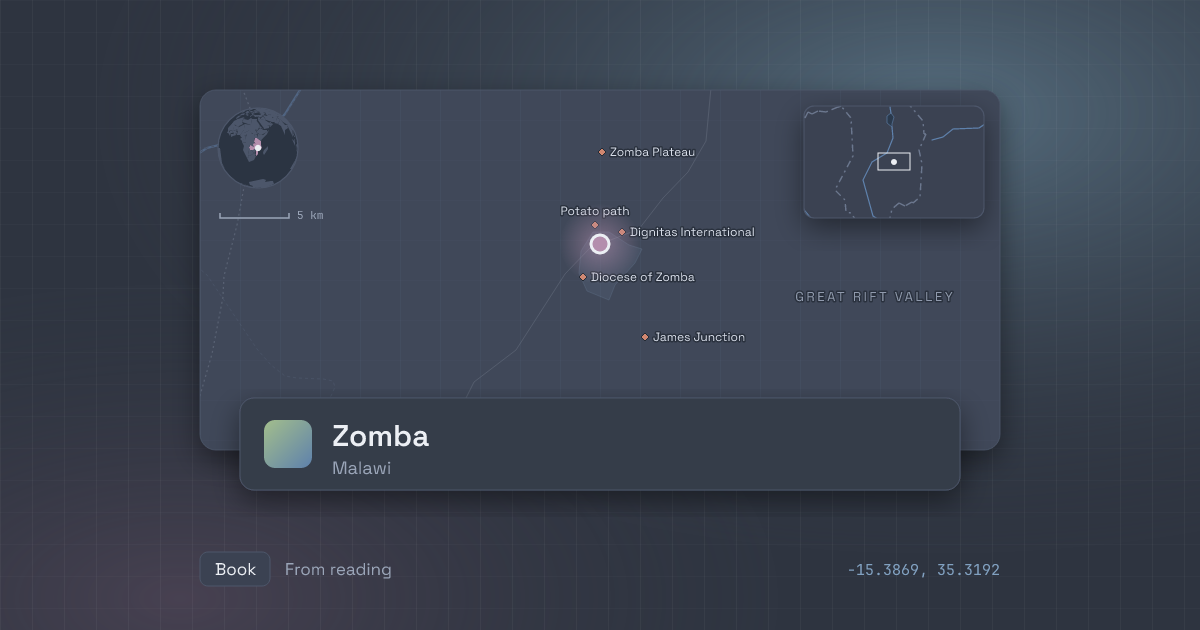 Zomba Plateau
5 km
Potato path
Dignitas International
Diocese of Zomba
GREAT RIFT VALLEY
James Junction
Zomba
Malawi
Book
From reading
-15.3869, 35.3192